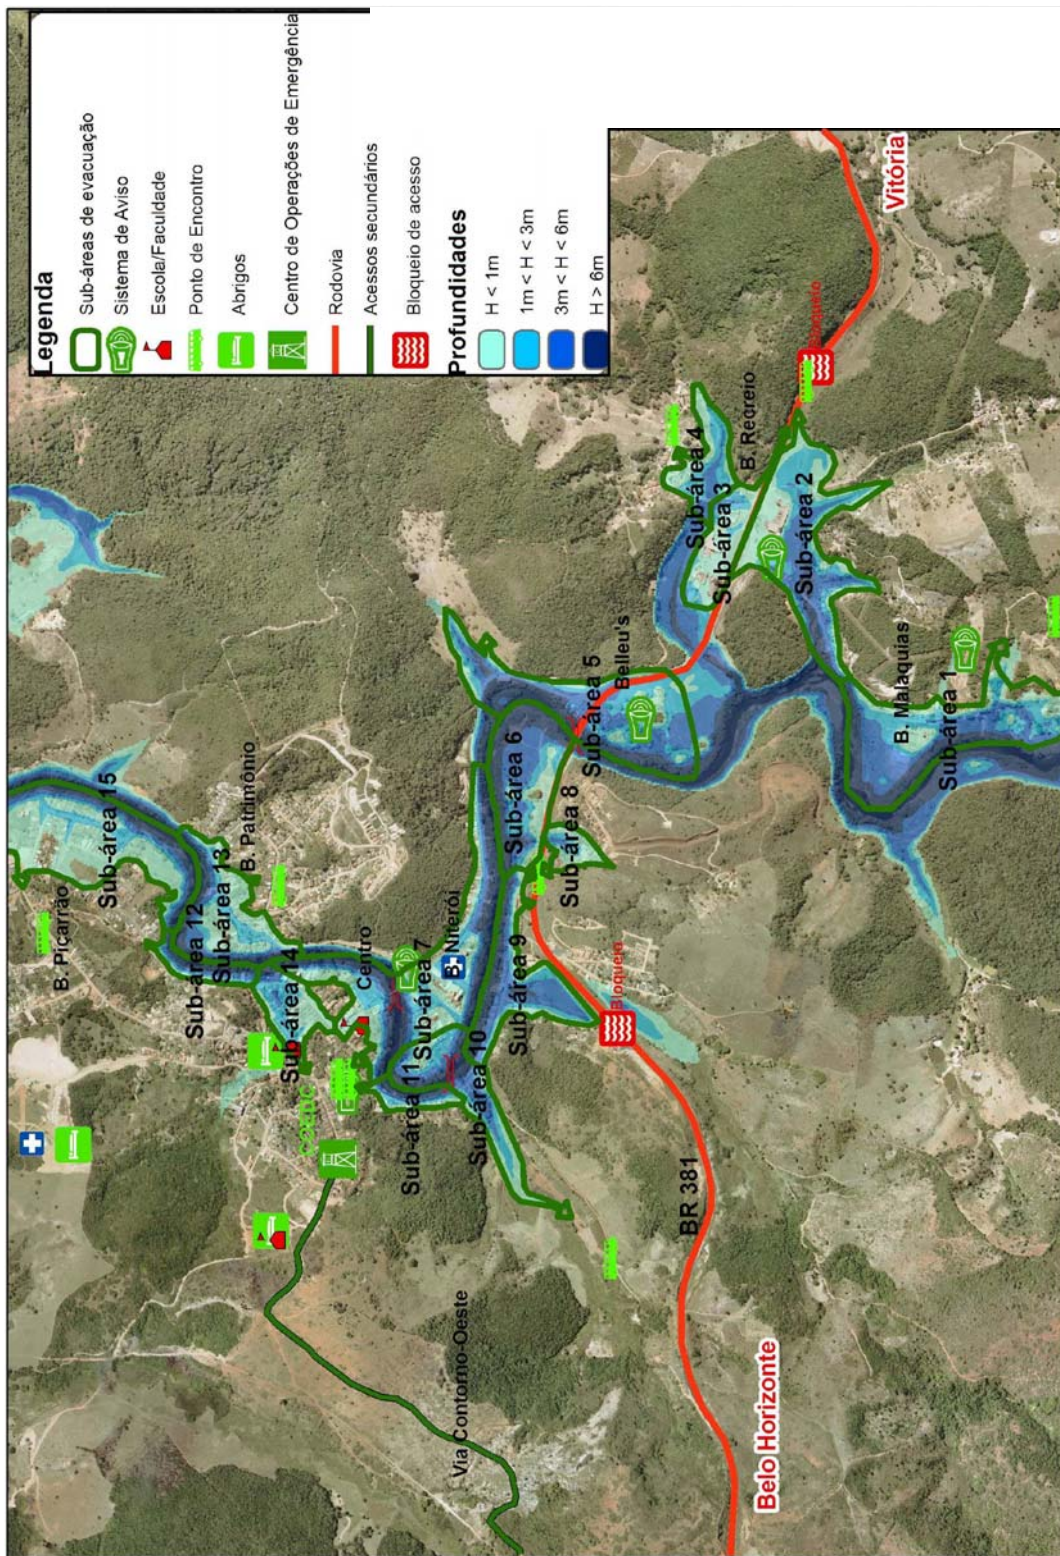 Legenda
Sub-áreas de evacuação
Sistema de Aviso
Escola/Faculdade
Ponto de Encontro
Abrigos
Centro de Operações de Emergência
Rodovia
Acessos secundários
Bloqueio de acesso
Profundidades
H < 1m
1m < H < 3m
3m < H < 6m
H > 6m
B. Picarrão
Sub-área 15
B. Patrimônio
Sub-área 12
Sub-área 13
Sub-área 14
Centro
Sub-área 7
B. Niterói
Sub-área 11
Sub-área 10
Sub-área 6
Sub-área 9
Sub-área 8
Sub-área 5
Belleu's
Sub-área 4
Sub-área 3
B. Recreio
Sub-área 2
B. Malaquias
Sub-área 1
Bloqueio
Bloqueio
Vitória
BR 381
Via Contorno-Oeste
Belo Horizonte